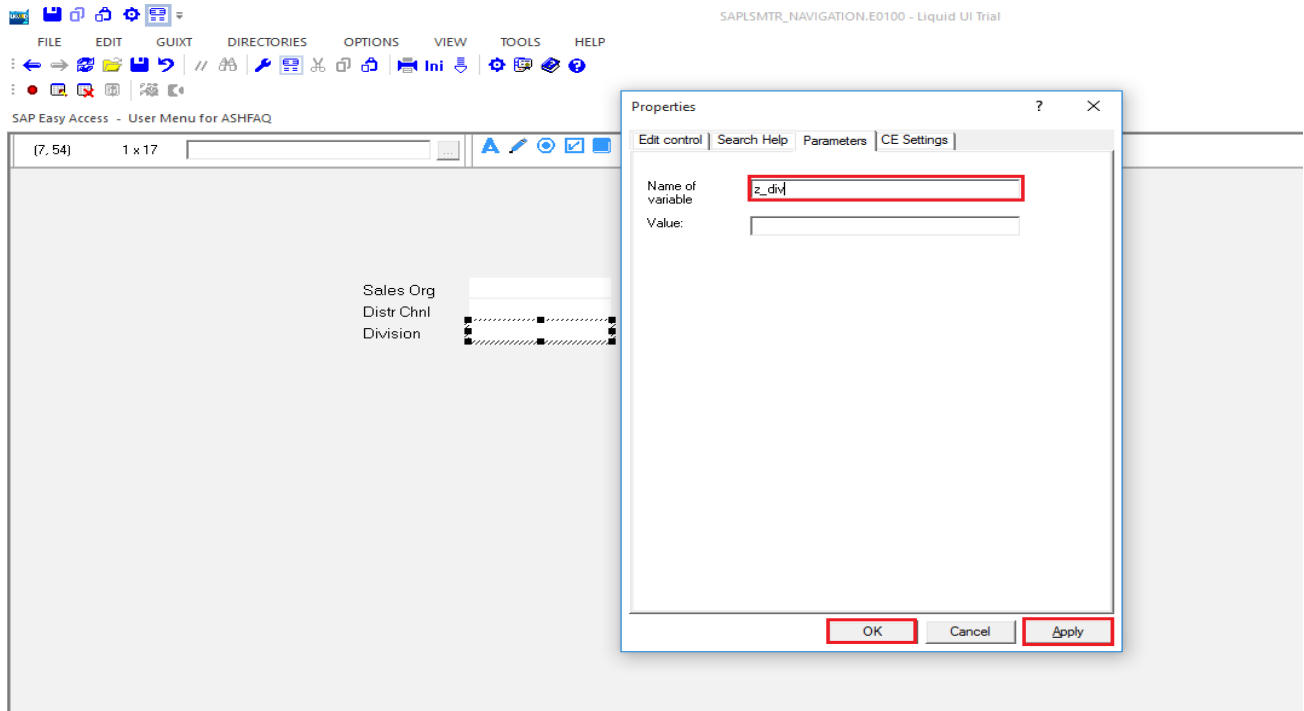 SAPLSMTR_NAVIGATION.E0100 - Liquid UI Trial
FILE EDIT GUIXT DIRECTORIES OPTIONS VIEW TOOLS HELP
// Ini
SAP Easy Access - User Menu for ASHFAQ
(7, 54) 1 x 17 ... A
Sales Org
Distr Chnl
Division
Properties ?
Edit control Search Help Parameters CE Settings
Name of variable z_div
Value:
OK Cancel Apply